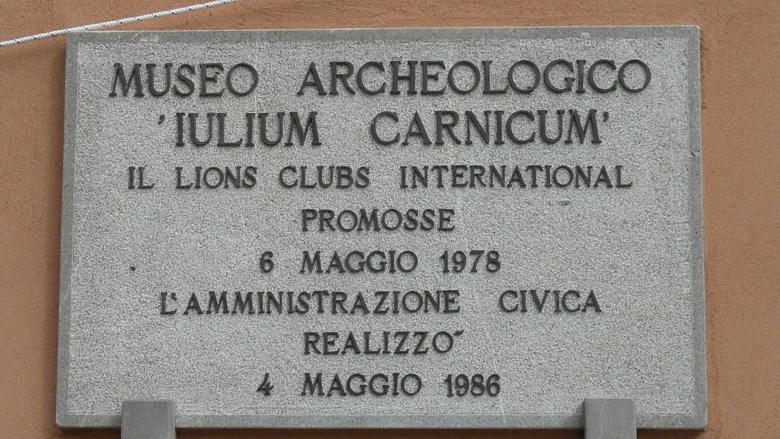 MUSEO ARCHEOLOGICO
'IULIUM CARNICUM'
IL LIONS CLUBS INTERNATIONAL
PROMOSSE
6 MAGGIO 1978
L'AMMINISTRAZIONE CIVICA
REALIZZO´
4 MAGGIO 1986